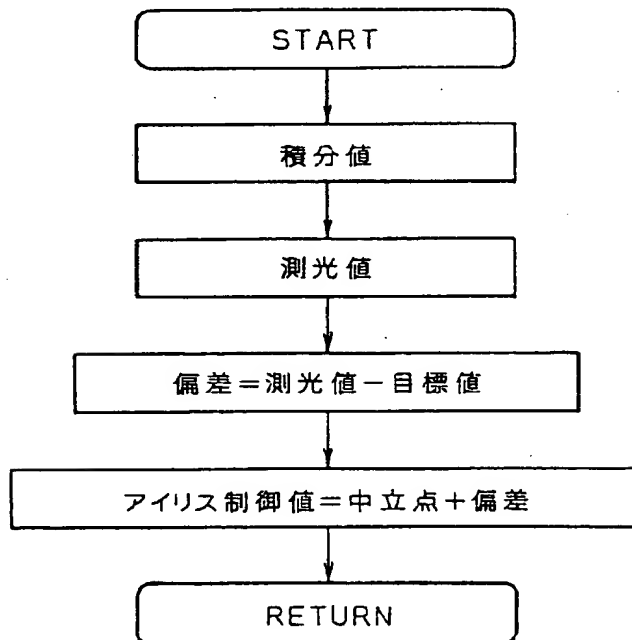 START
積分値
測光値
偏差=測光値-目標値
アイリス制御値=中立点+偏差
RETURN